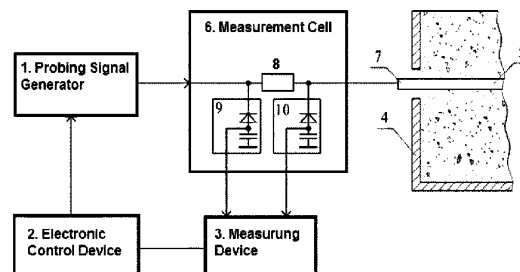 6. Measurement Cell
8
1. Probing Signal
Generator
7
9
10
4
2. Electronic
Control Device
3. Measurung
Device